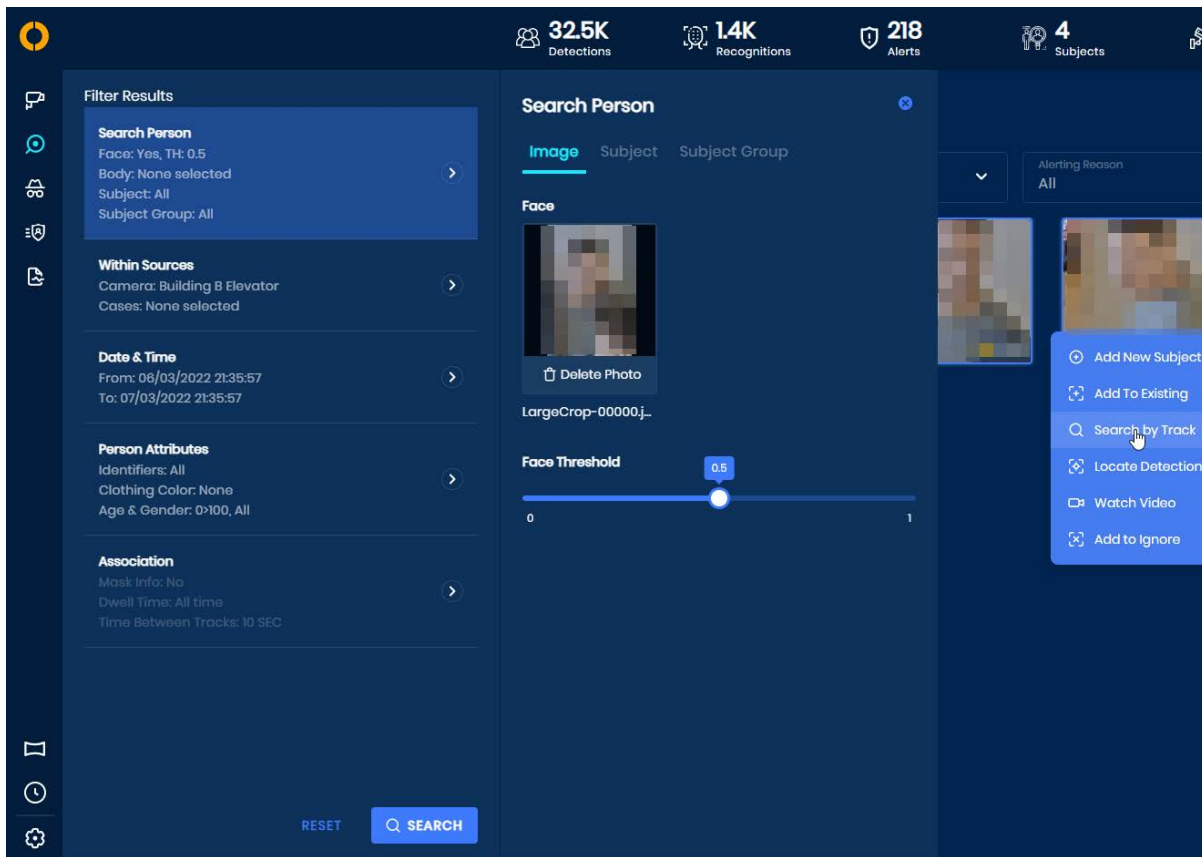 32.5K
Detections
1.4K
Recognitions
218
Alerts
4
Subjects
Filter Results
Search Person
Face: Yes, TH: 0.5
Body: None selected
Subject: All
Subject Group: All
Within Sources
Camera: Building B Elevator
Cases: None selected
Date & Time
From: 06/03/2022 21:35:57
To: 07/03/2022 21:35:57
Person Attributes
Identifiers: All
Clothing Color: None
Age & Gender: 0>100, All
Association
Mask Info: No
Dwell Time: All time
Time Between Tracks: 10 SEC
RESET
SEARCH
Search Person
Image Subject Subject Group
Face
Delete Photo
LargeCrop-00000.j...
Face Threshold
0.5
0 1
Alerting Reason
All
Add New Subject
Add To Existing
Search by Track
Locate Detection
Watch Video
Add to Ignore